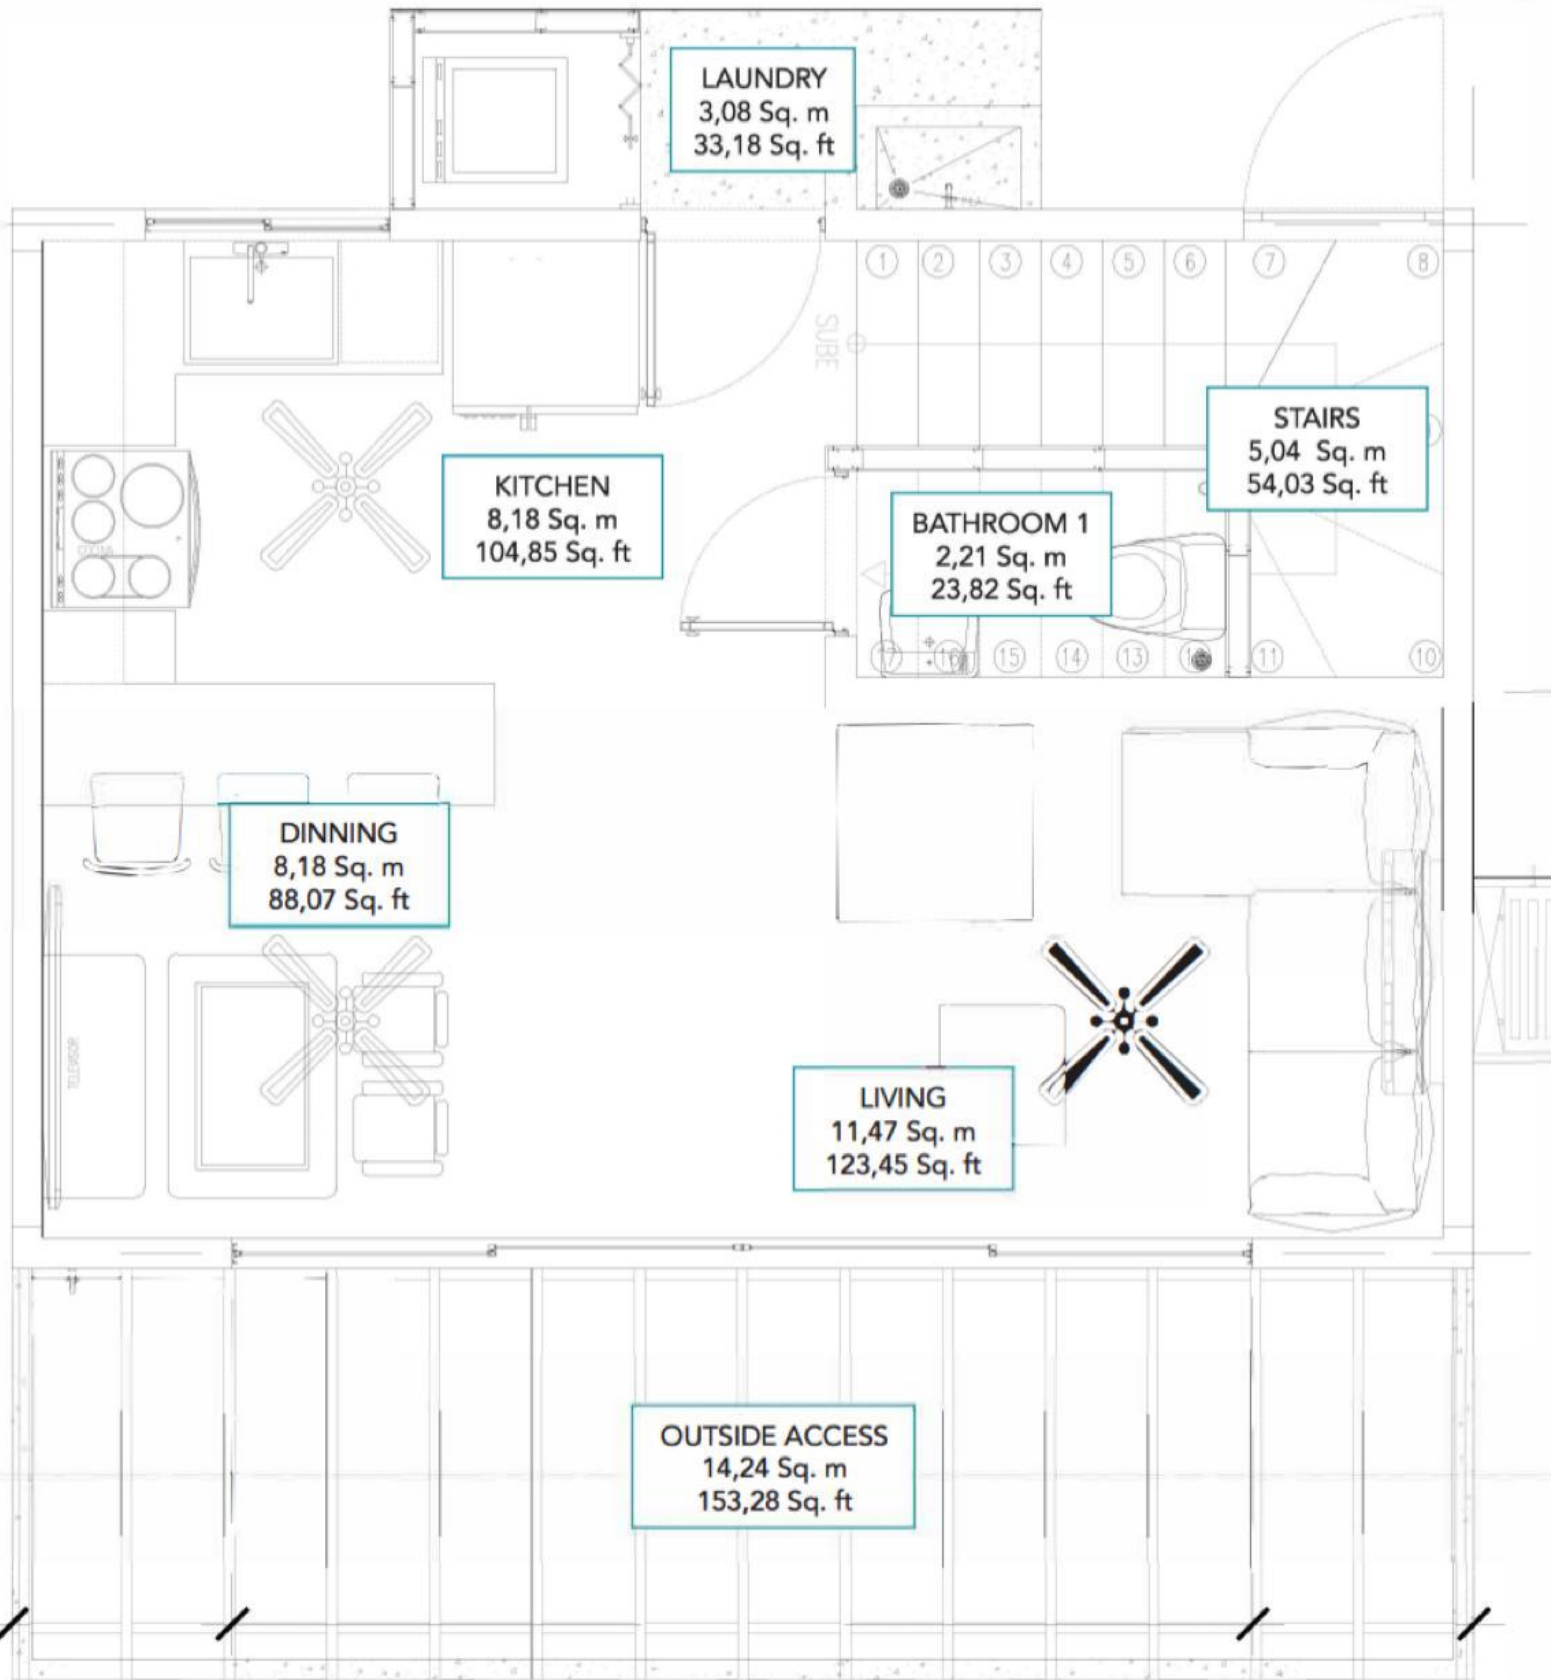 LAUNDRY
3,08 Sq. m
33,18 Sq. ft
1 2 3 4 5 6 7 8
SUBE
STAIRS
5,04 Sq. m
54,03 Sq. ft
KITCHEN
8,18 Sq. m
104,85 Sq. ft
BATHROOM 1
2,21 Sq. m
23,82 Sq. ft
COCINA
17 16 15 14 13 11 10
DINNING
8,18 Sq. m
88,07 Sq. ft
TELEVISOR
LIVING
11,47 Sq. m
123,45 Sq. ft
OUTSIDE ACCESS
14,24 Sq. m
153,28 Sq. ft